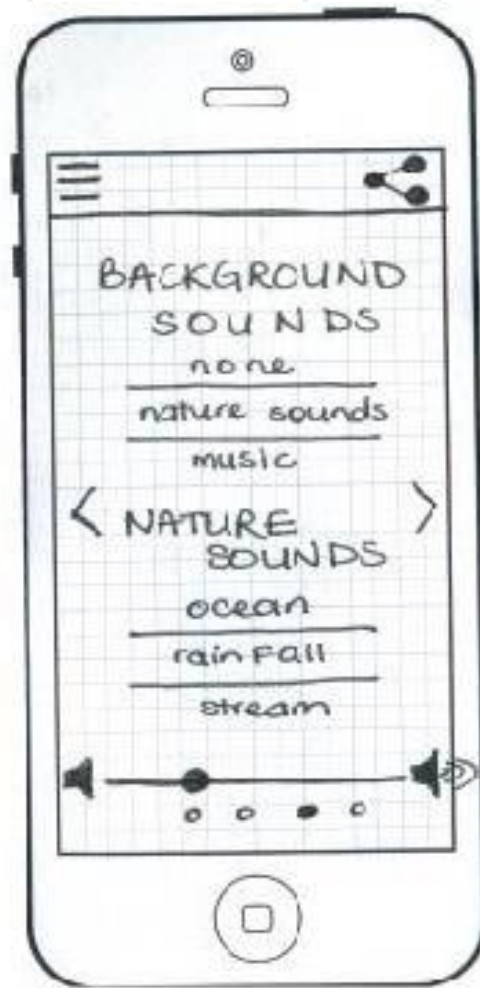 BACKGROUND
SOUNDS
none
nature sounds
music
NATURE
SOUNDS
ocean
rainfall
stream